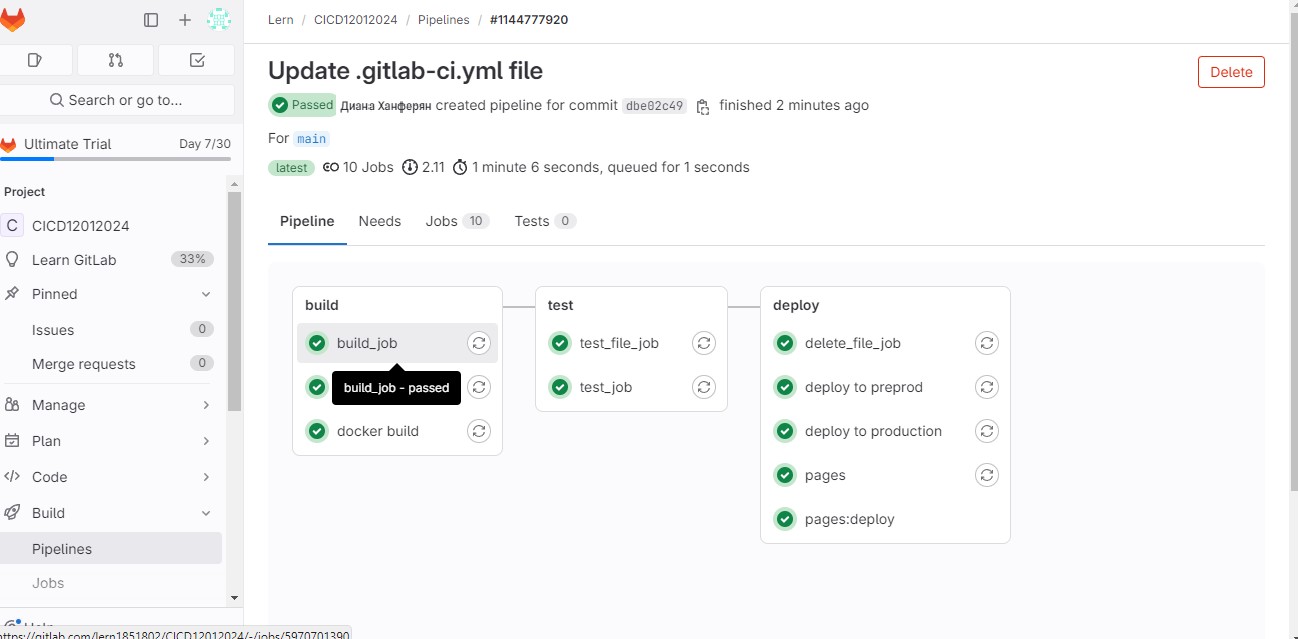 Lern / CICD12012024 / Pipelines / #1144777920
Update .gitlab-ci.yml file
Delete
Passed Диана Ханферян created pipeline for commit dbe02c49 finished 2 minutes ago
For main
latest 10 Jobs 2.11 1 minute 6 seconds, queued for 1 seconds
Pipeline Needs Jobs 10 Tests 0
build
build_job
build_job - passed
docker build
test
test_file_job
test_job
deploy
delete_file_job
deploy to preprod
deploy to production
pages
pages:deploy
Search or go to...
Ultimate Trial Day 7/30
Project
C CICD12012024
Learn GitLab 33%
Pinned
Issues 0
Merge requests 0
Manage
Plan
Code
Build
Pipelines
Jobs
Help
https://gitlab.com/lern1851802/CICD12012024/-/jobs/5970701390